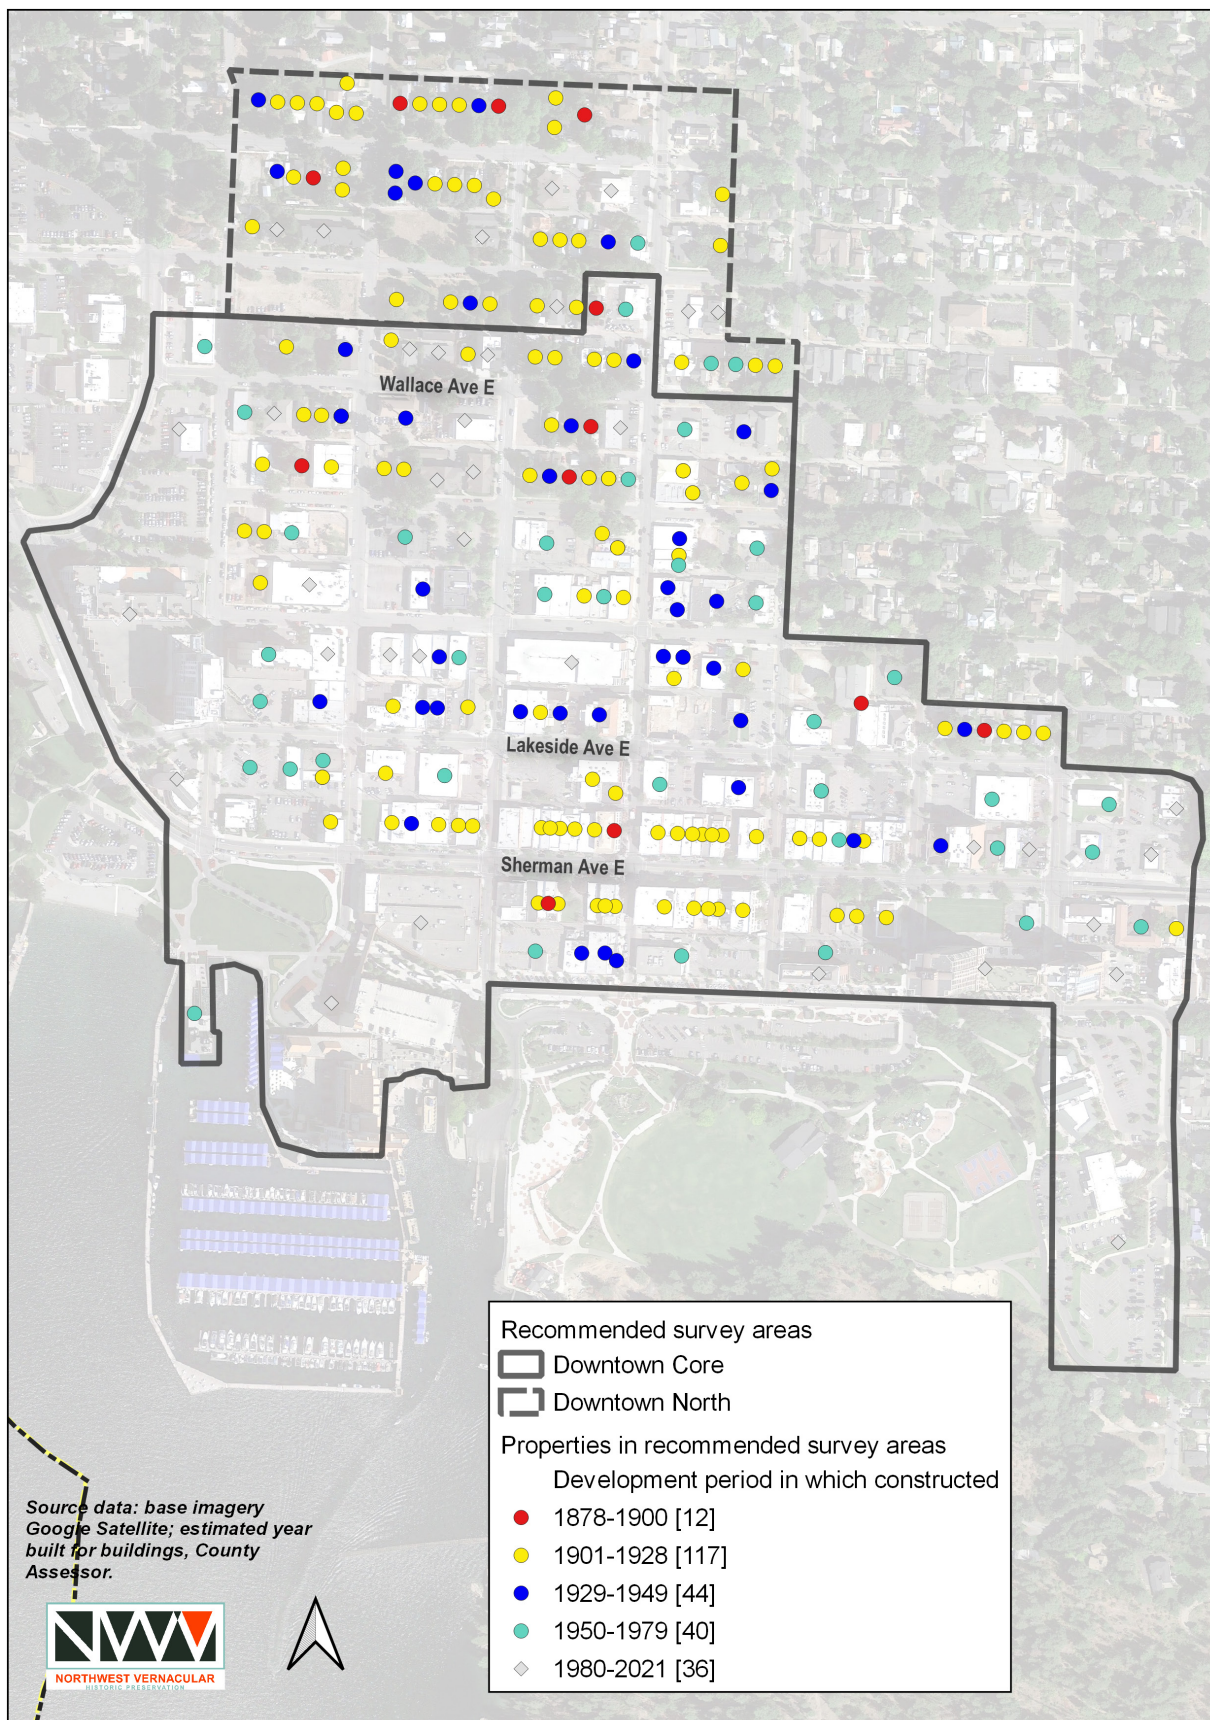 Wallace Ave E
Lakeside Ave E
Sherman Ave E
Recommended survey areas
Downtown Core
Downtown North
Properties in recommended survey areas
Development period in which constructed
1878-1900 [12]
1901-1928 [117]
1929-1949 [44]
1950-1979 [40]
1980-2021 [36]
Source data: base imagery
Google Satellite; estimated year
built for buildings, County
Assessor.
NWV
NORTHWEST VERNACULAR
HISTORIC PRESERVATION